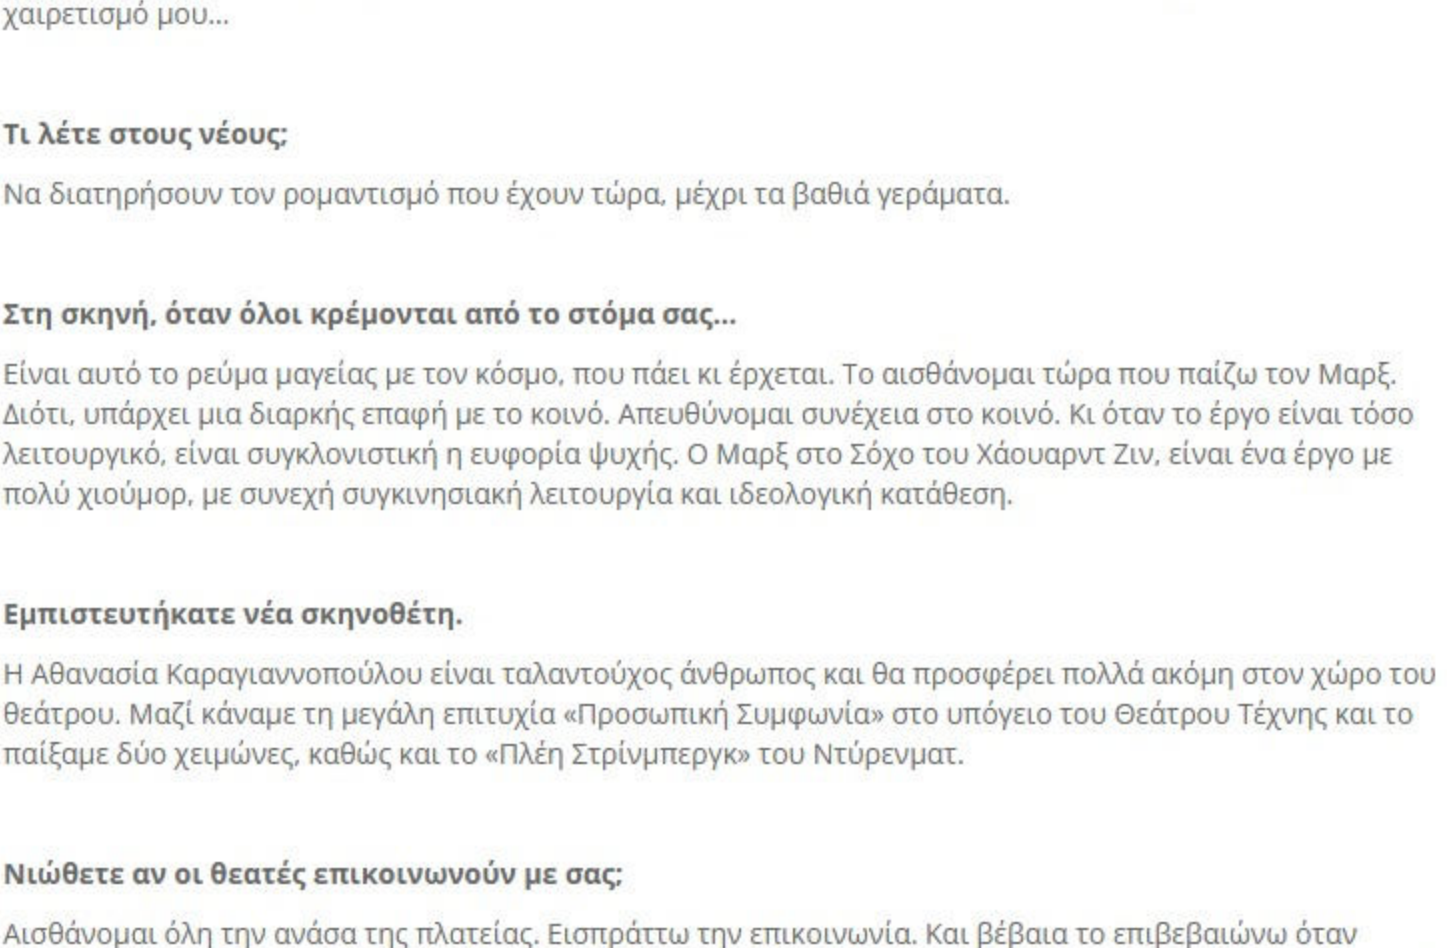 χαιρετισμό μου...
Τι λέτε στους νέους;
Να διατηρήσουν τον ρομαντισμό που έχουν τώρα, μέχρι τα βαθιά γεράματα.
Στη σκηνή, όταν όλοι κρέμονται από το στόμα σας...
Είναι αυτό το ρεύμα μαγείας με τον κόσμο, που πάει κι έρχεται. Το αισθάνομαι τώρα που παίζω τον Μαρξ.
Διότι, υπάρχει μια διαρκής επαφή με το κοινό. Απευθύνομαι συνέχεια στο κοινό. Κι όταν το έργο είναι τόσο
λειτουργικό, είναι συγκλονιστική η ευφορία ψυχής. Ο Μαρξ στο Σόχο του Χάουαρντ Ζιν, είναι ένα έργο με
πολύ χιούμορ, με συνεχή συγκινησιακή λειτουργία και ιδεολογική κατάθεση.
Εμπιστευτήκατε νέα σκηνοθέτη.
Η Αθανασία Καραγιαννοπούλου είναι ταλαντούχος άνθρωπος και θα προσφέρει πολλά ακόμη στον χώρο του
θεάτρου. Μαζί κάναμε τη μεγάλη επιτυχία «Προσωπική Συμφωνία» στο υπόγειο του Θεάτρου Τέχνης και το
παίξαμε δύο χειμώνες, καθώς και το «Πλέη Στρίνμπεργκ» του Ντύρενματ.
Νιώθετε αν οι θεατές επικοινωνούν με σας;
Αισθάνομαι όλη την ανάσα της πλατείας. Εισπράττω την επικοινωνία. Και βέβαια το επιβεβαιώνω όταν